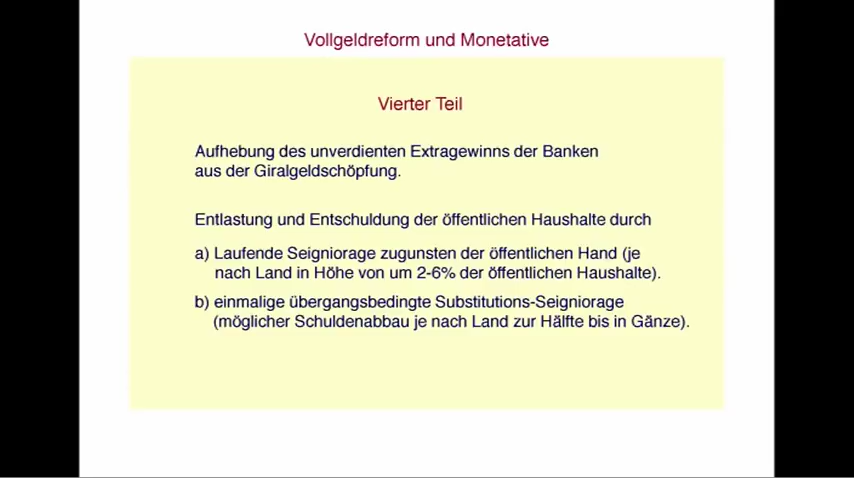 Vollgeldreform und Monetative
Vierter Teil
Aufhebung des unverdienten Extragewinns der Banken
aus der Giralgeldschöpfung.
Entlastung und Entschuldung der öffentlichen Haushalte durch
a) Laufende Seigniorage zugunsten der öffentlichen Hand (je
nach Land in Höhe von um 2-6% der öffentlichen Haushalte).
b) einmalige übergangsbedingte Substitutions-Seigniorage
(möglicher Schuldenabbau je nach Land zur Hälfte bis in Gänze).